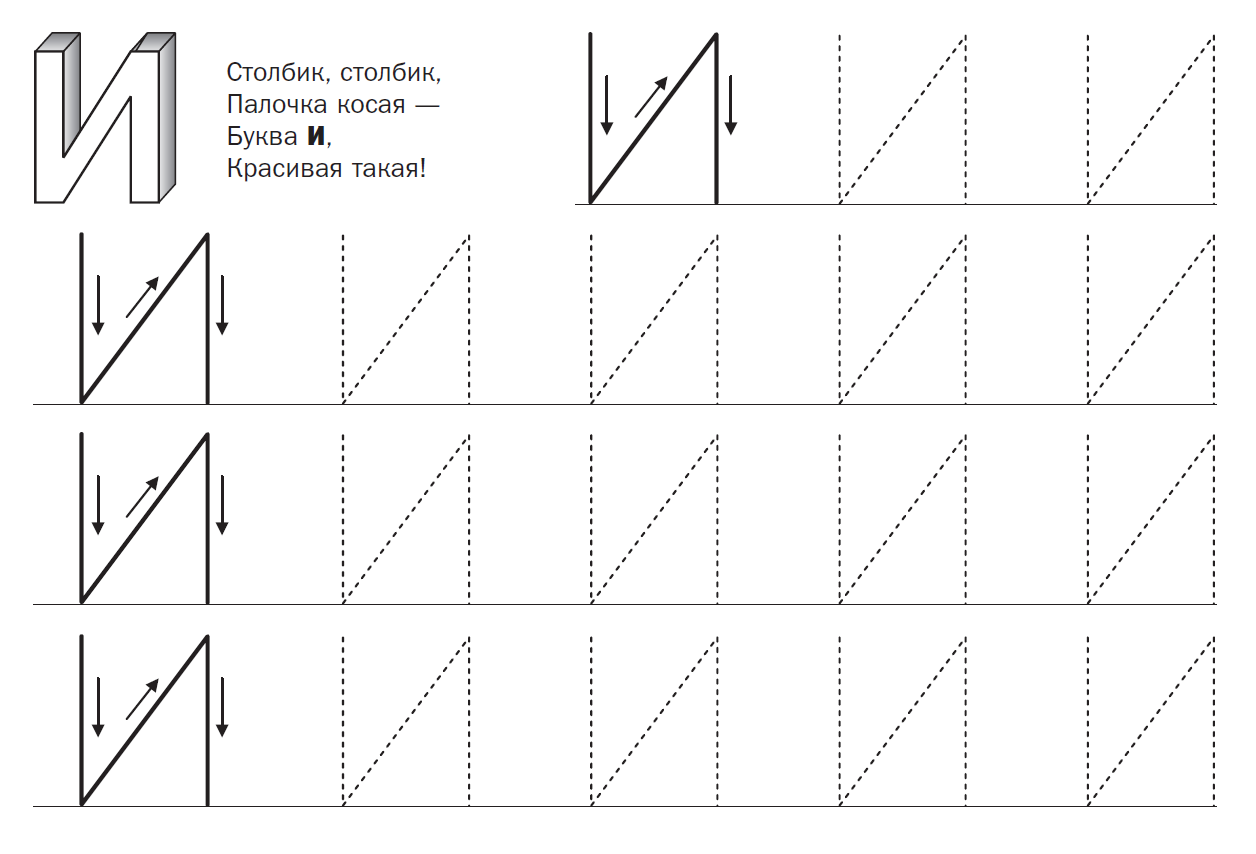 И
Столбик, столбик,
Палочка косая —
Буква И,
Красивая такая!
И И И
И И И И И
И И И И И
И И И И И